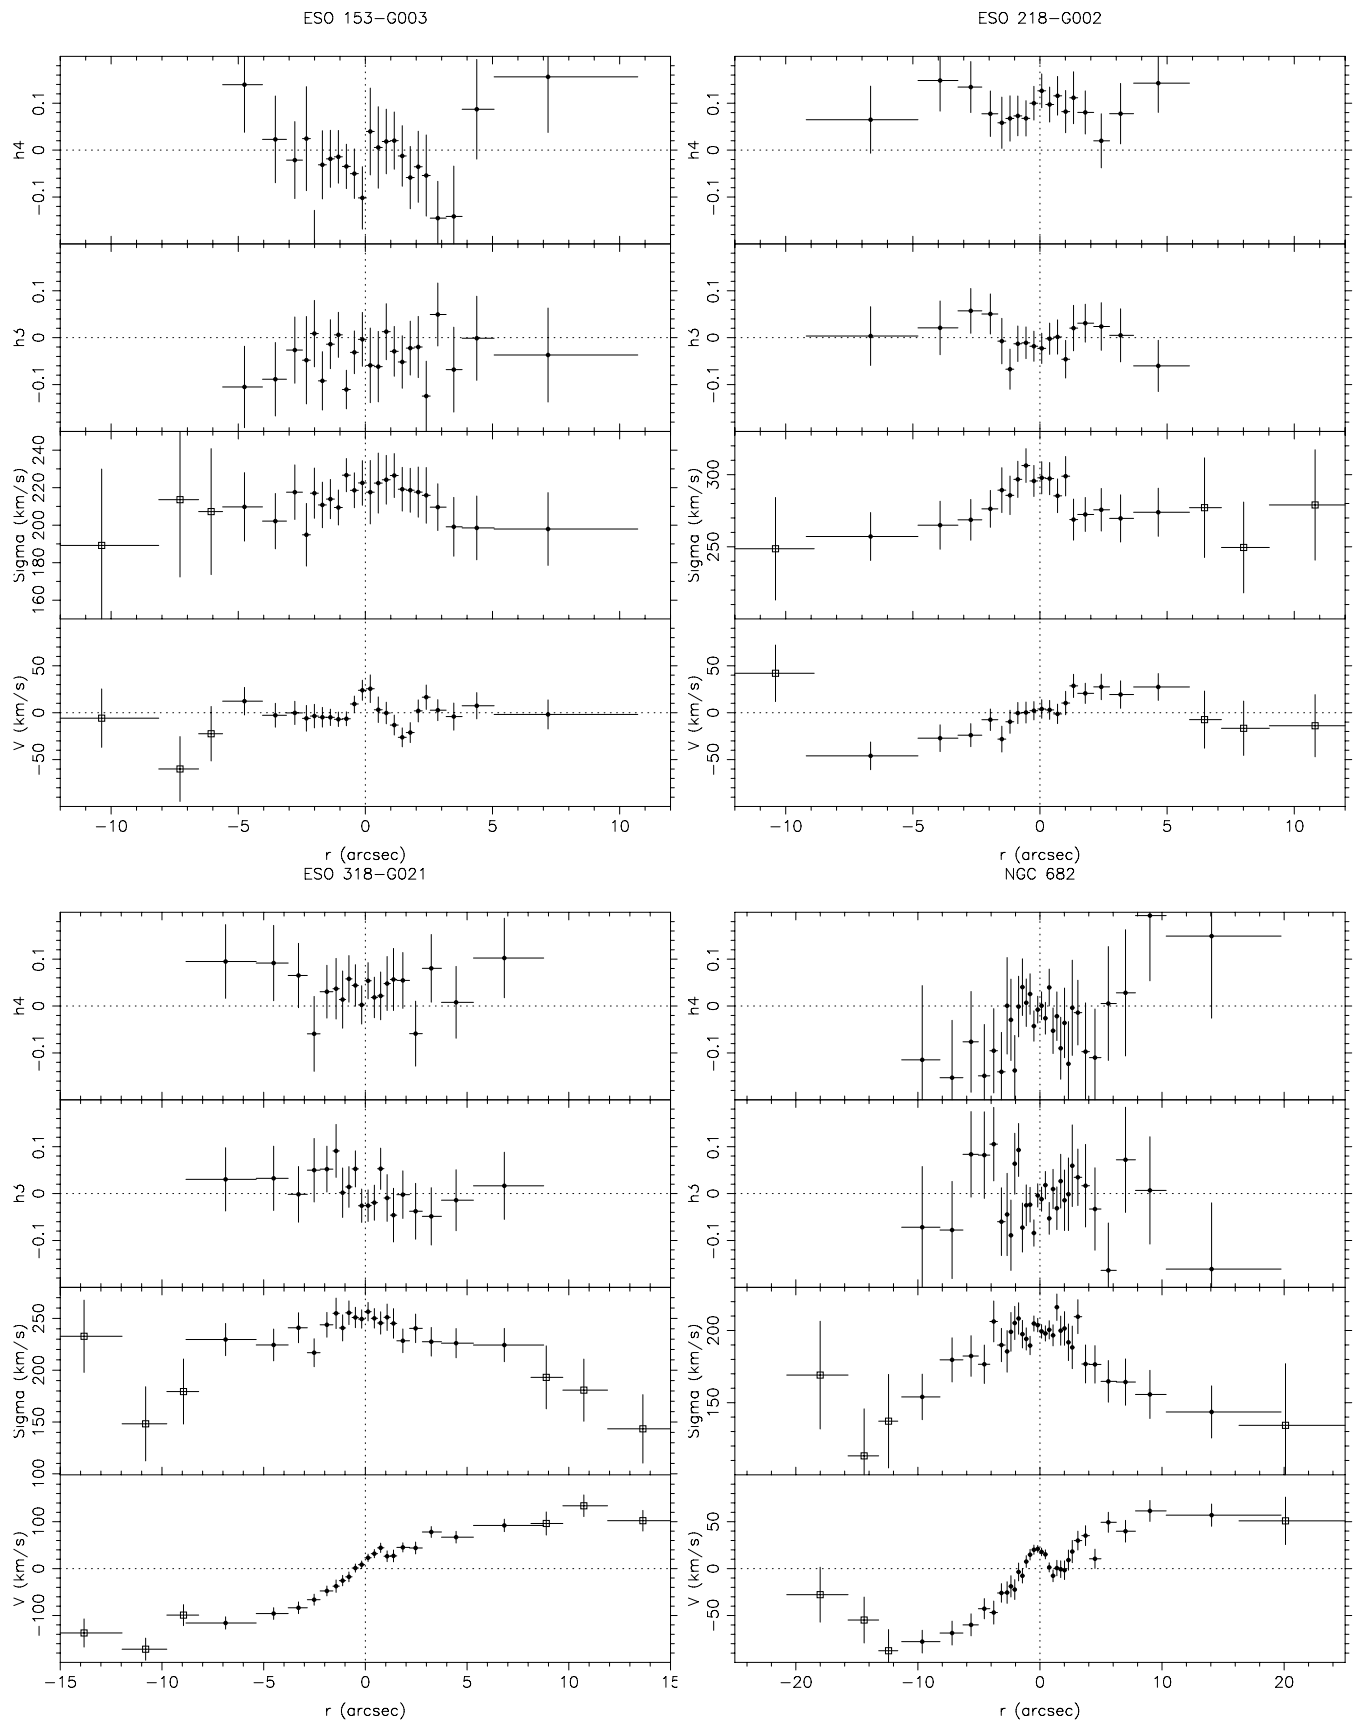 ESO 153−G003
ESO 218−G002
h4
−0.1 0 0.1
h4
−0.1 0 0.1
h3
−0.1 0 0.1
h3
−0.1 0 0.1
Sigma (km/s)
160 180 200 220 240
Sigma (km/s)
250 300
V (km/s)
−50 0 50
V (km/s)
−50 0 50
−10 −5 0 5 10
−10 −5 0 5 10
r (arcsec)
r (arcsec)
ESO 318−G021
NGC 682
h4
−0.1 0 0.1
h4
−0.1 0 0.1
h3
−0.1 0 0.1
h3
−0.1 0 0.1
Sigma (km/s)
100 150 200 250
Sigma (km/s)
150 200
V (km/s)
−100 0 100
V (km/s)
−50 0 50
−15 −10 −5 0 5 10 15
−20 −10 0 10 20
r (arcsec)
r (arcsec)